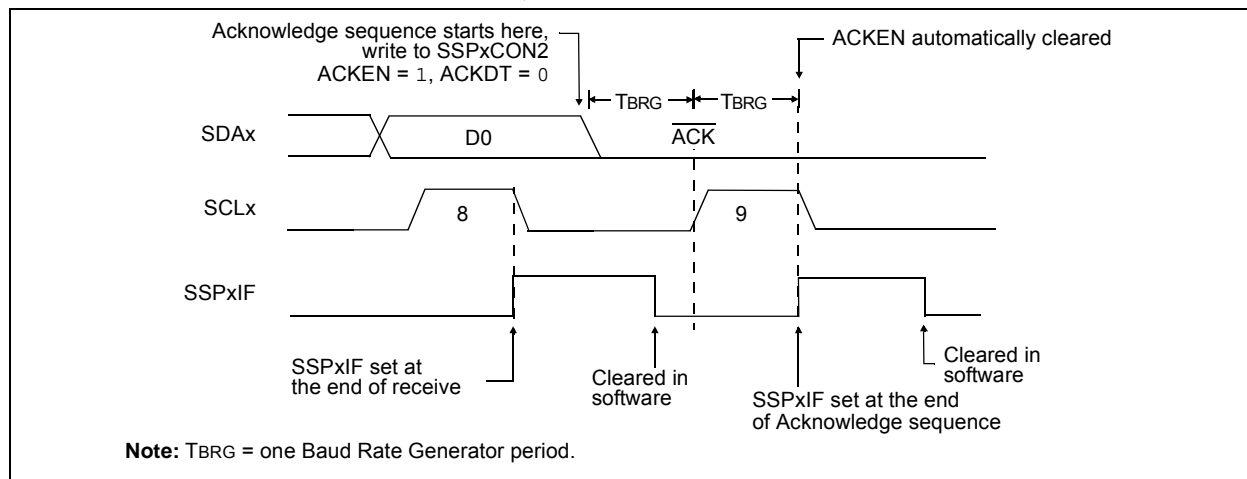 Acknowledge sequence starts here,
write to SSPxCON2
ACKEN = 1, ACKDT = 0
ACKEN automatically cleared
TBRG
TBRG
SDAx
D0
ACK
SCLx
8
9
SSPxIF
SSPxIF set at
the end of receive
Cleared in
software
SSPxIF set at the end
of Acknowledge sequence
Cleared in
software
Note: TBRG = one Baud Rate Generator period.